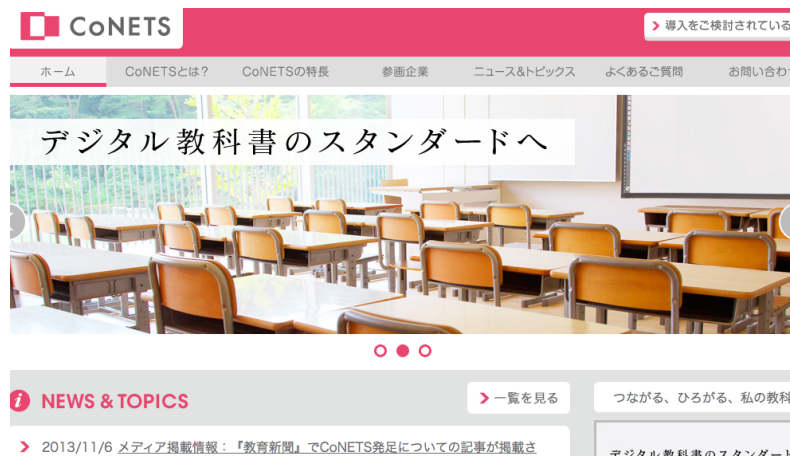 CoNETS
導入をご検討されている
ホーム
CoNETSとは？
CoNETSの特長
参画企業
ニュース&トピックス
よくあるご質問
お問い合わ
デジタル教科書のスタンダードへ
NEWS & TOPICS
一覧を見る
つながる、ひろがる、私の教科
2013/11/6 メディア掲載情報：『教育新聞』でCoNETS発足についての記事が掲載さ
デジタル教科書のスタンダード